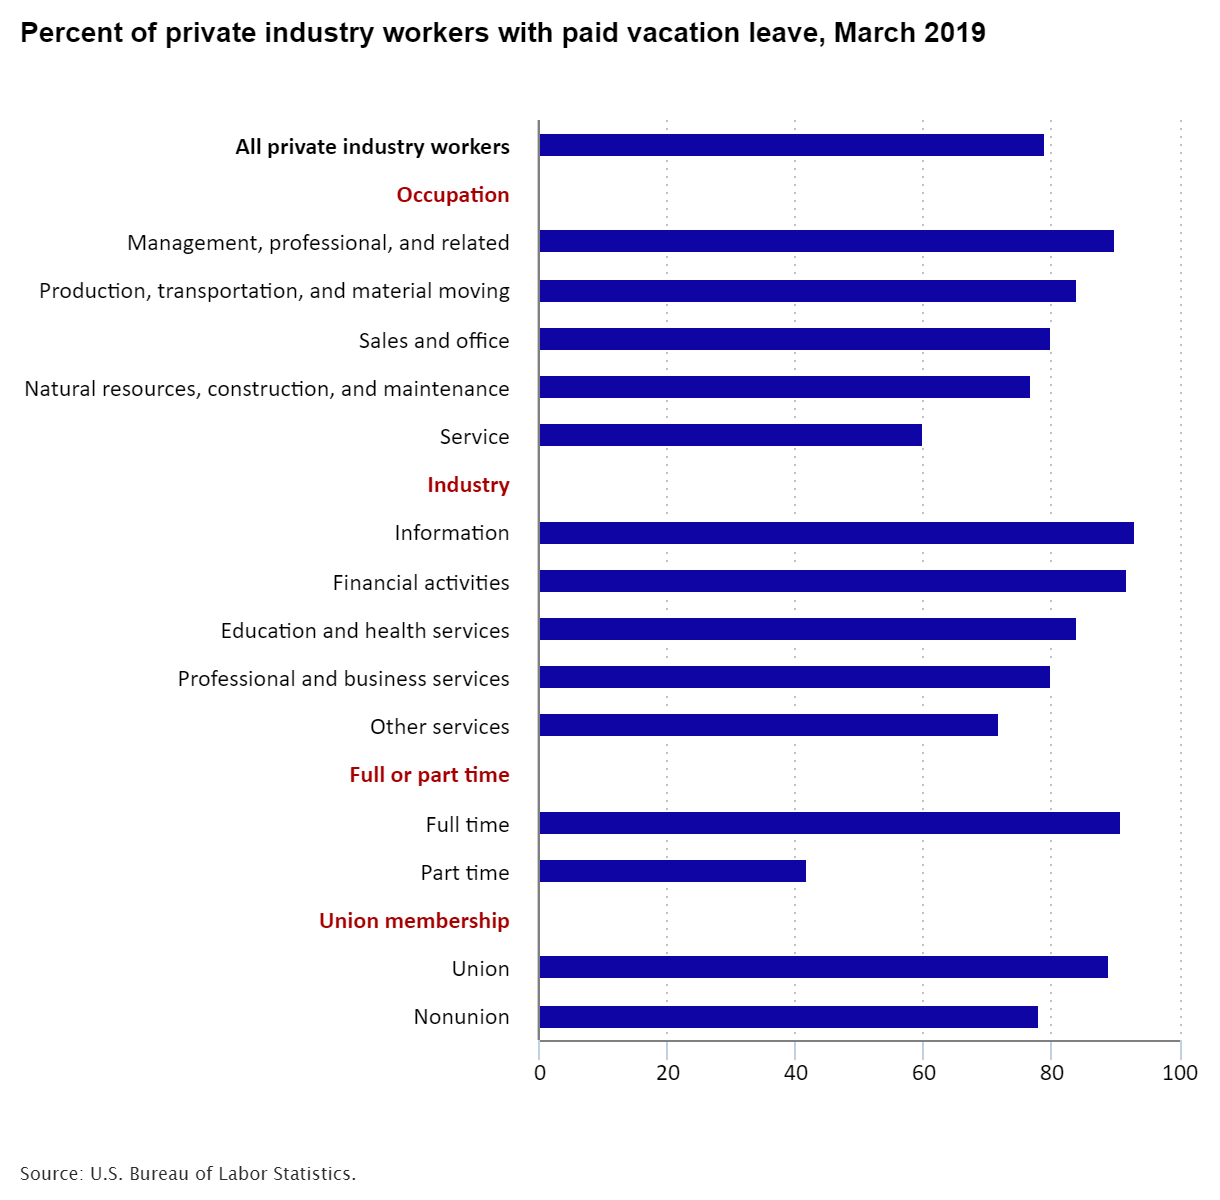 Percent of private industry workers with paid vacation leave, March 2019
All private industry workers
Occupation
Management, professional, and related
Production, transportation, and material moving
Sales and office
Natural resources, construction, and maintenance
Service
Industry
Information
Financial activities
Education and health services
Professional and business services
Other services
Full or part time
Full time
Part time
Union membership
Union
Nonunion
0 20 40 60 80 100
Source: U.S. Bureau of Labor Statistics.